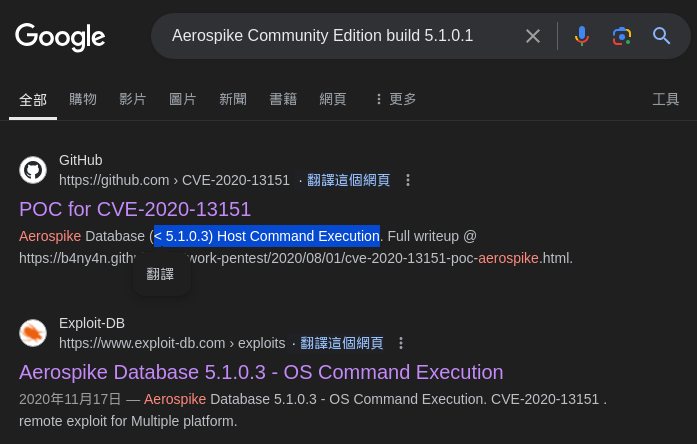 Google
Aerospike Community Edition build 5.1.0.1
全部 購物 影片 圖片 新聞 書籍 網頁 更多 工具
GitHub
https://github.com › CVE-2020-13151 · 翻譯這個網頁
POC for CVE-2020-13151
Aerospike Database (< 5.1.0.3) Host Command Execution. Full writeup @
https://b4ny4n.gith work-pentest/2020/08/01/cve-2020-13151-poc-aerospike.html.
翻譯
Exploit-DB
https://www.exploit-db.com › exploits · 翻譯這個網頁
Aerospike Database 5.1.0.3 - OS Command Execution
2020年11月17日 — Aerospike Database 5.1.0.3 - OS Command Execution. CVE-2020-13151 .
remote exploit for Multiple platform.